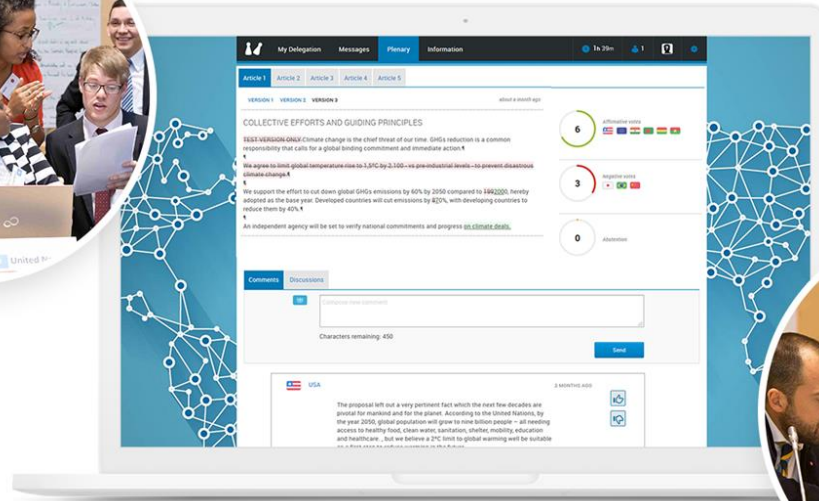 My Delegation Messages Plenary Information 1h 39m 1
Article 1 Article 2 Article 3 Article 4 Article 5
VERSION 1 VERSION 2 VERSION 3 about a month ago
COLLECTIVE EFFORTS AND GUIDING PRINCIPLES
TEST VERSION ONLY Climate change is the chief threat of our time. GHGs reduction is a common
responsibility that calls for a global binding commitment and immediate action.¶
¶
We agree to limit global temperature rise to 1,5ºC by 2,100 - vs pre-industrial levels - to prevent disastrous
climate change.¶
¶
We support the effort to cut down global GHGs emissions by 60% by 2050 compared to 1992000, hereby
adopted as the base year. Developed countries will cut emissions by 70%, with developing countries to
reduce them by 40%.¶
¶
An independent agency will be set to verify national commitments and progress on climate deals.
6 Affirmative votes
3 Negative votes
0 Abstention
Comments Discussions
Characters remaining: 450
Send
USA 2 MONTHS AGO
The proposal left out a very pertinent fact which the next few decades are
pivotal for mankind and for the planet. According to the United Nations, by
the year 2050, global population will grow to nine billion people – all needing
access to healthy food, clean water, sanitation, shelter, mobility, education
and healthcare. , but we believe a 2ºC limit to global warming well be suitable
United